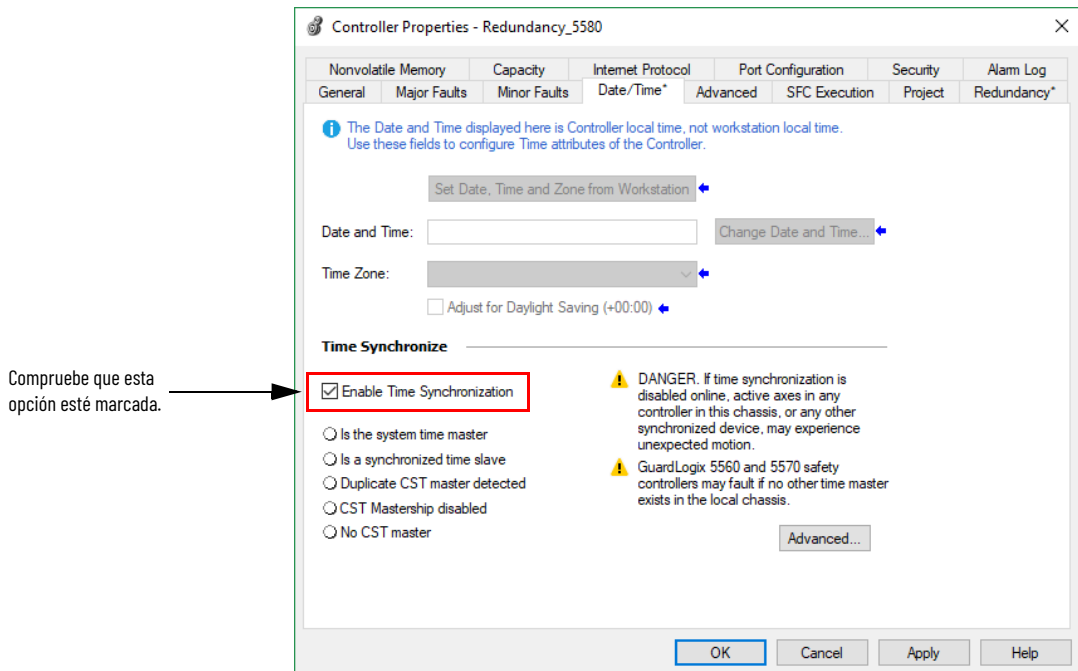 Controller Properties - Redundancy_5580
Nonvolatile Memory Capacity Internet Protocol Port Configuration Security Alarm Log
General Major Faults Minor Faults Date/Time* Advanced SFC Execution Project Redundancy*
The Date and Time displayed here is Controller local time, not workstation local time.
Use these fields to configure Time attributes of the Controller.
Set Date, Time and Zone from Workstation
Date and Time:
Change Date and Time...
Time Zone:
Adjust for Daylight Saving (+00:00)
Time Synchronize
Compruebe que esta
opción esté marcada.
Enable Time Synchronization
Is the system time master
Is a synchronized time slave
Duplicate CST master detected
CST Mastership disabled
No CST master
DANGER. If time synchronization is
disabled online, active axes in any
controller in this chassis, or any other
synchronized device, may experience
unexpected motion.
GuardLogix 5560 and 5570 safety
controllers may fault if no other time master
exists in the local chassis.
Advanced...
OK Cancel Apply Help